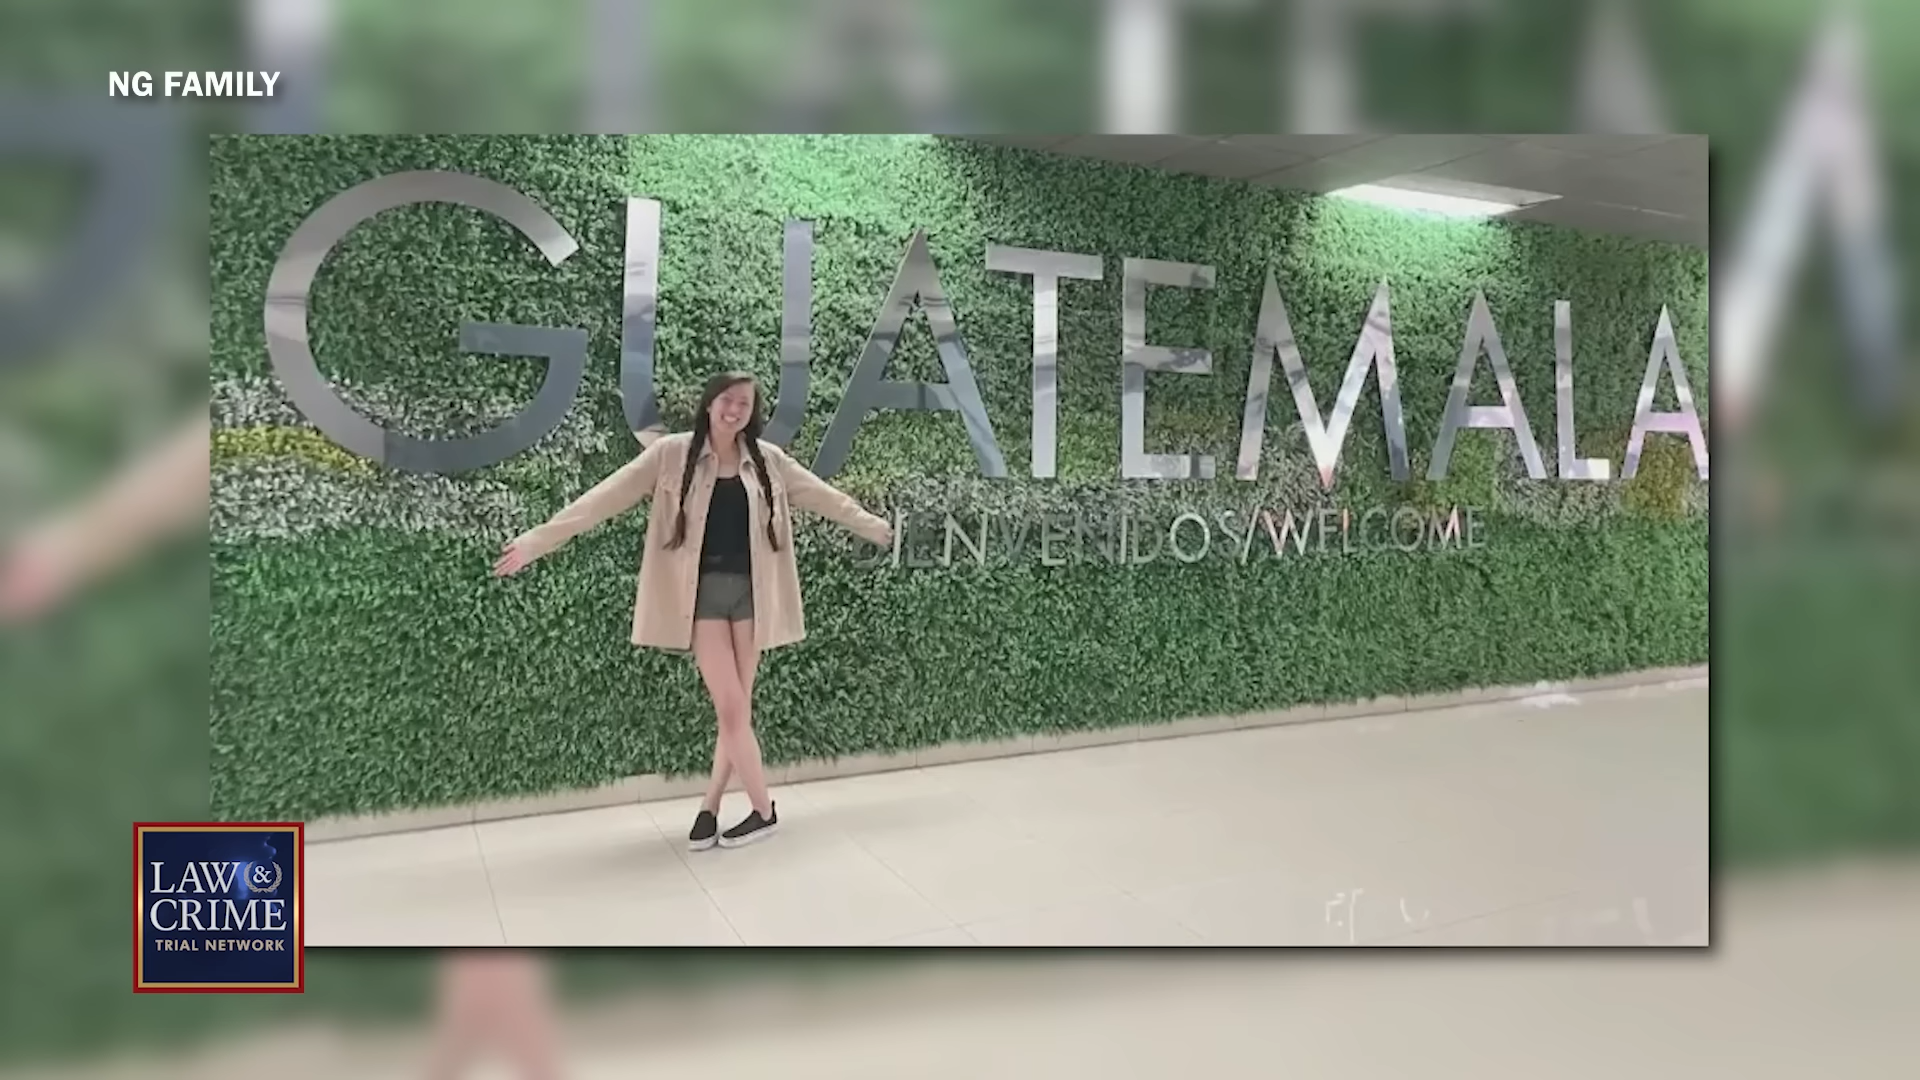 NG FAMILY
GUATEMALA
BIENVENIDOS/WELCOME
LAW &
CRIME
TRIAL NETWORK